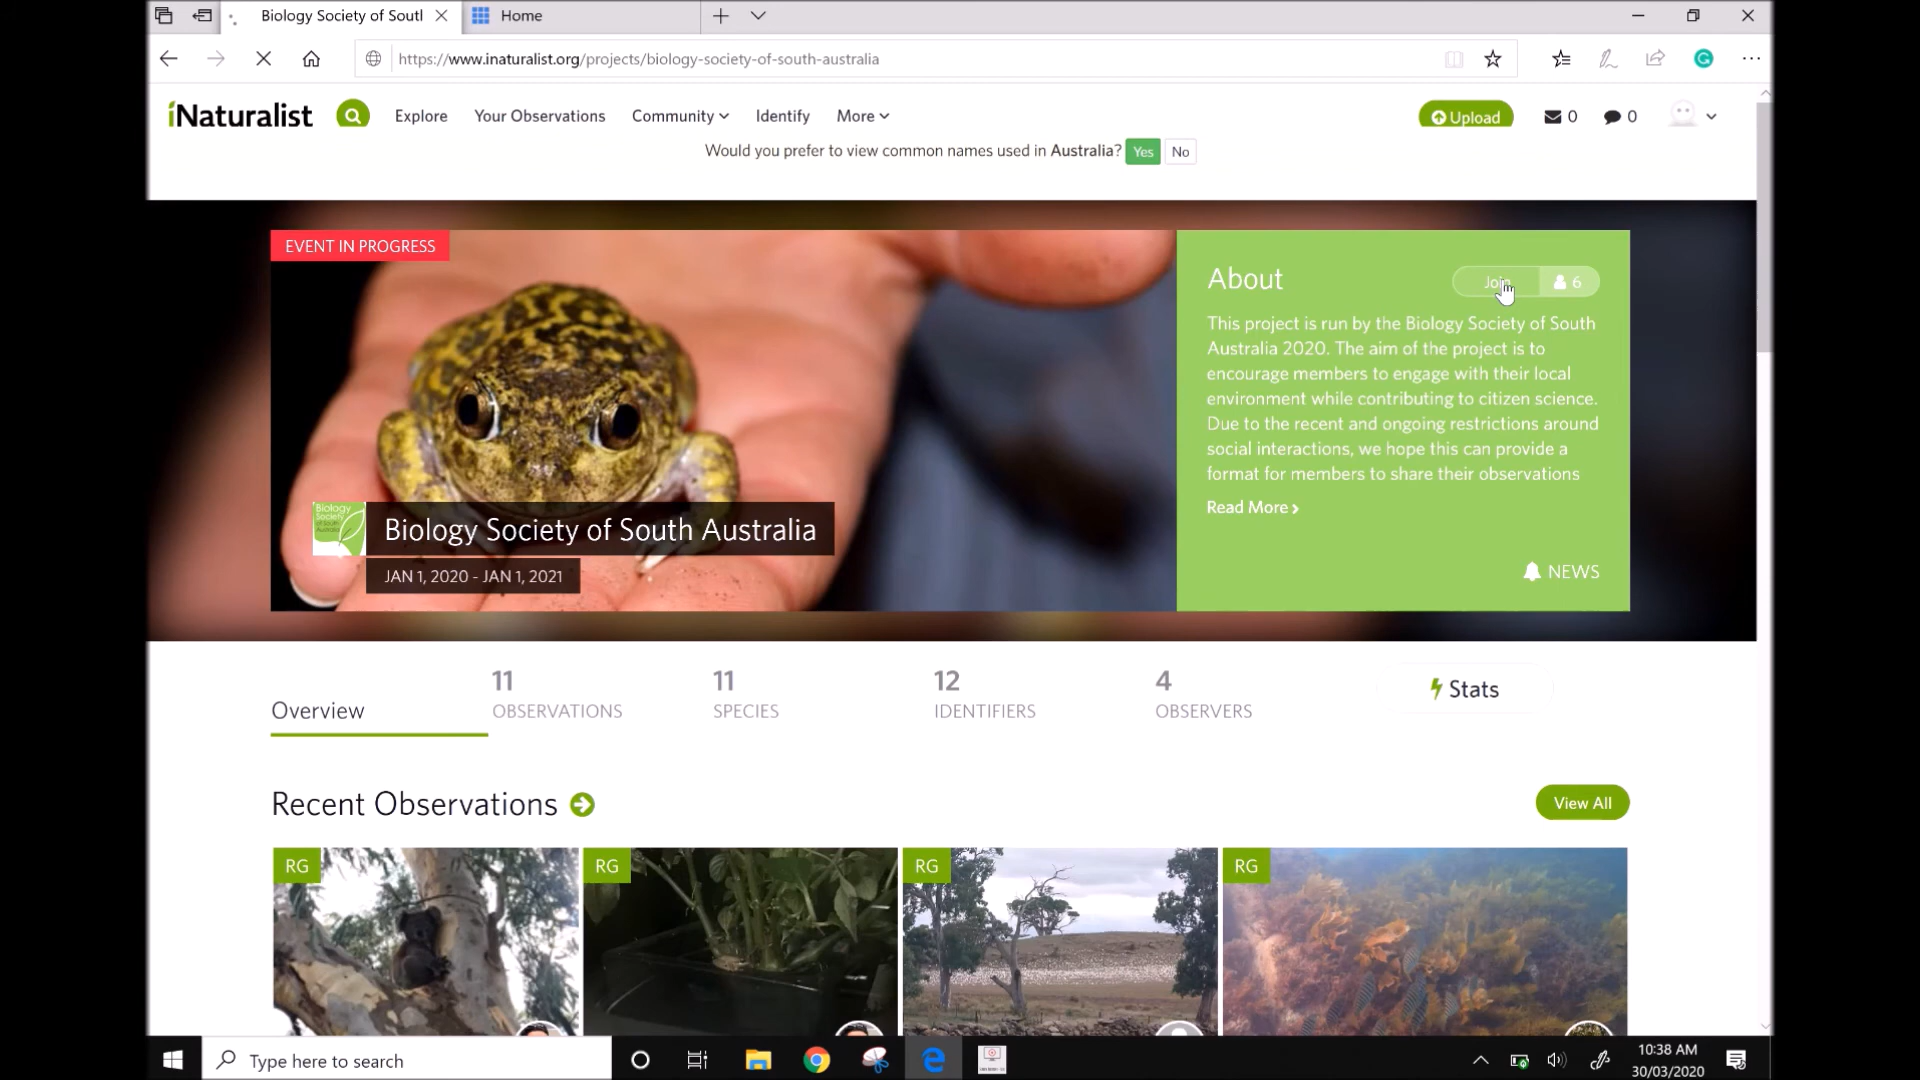 Biology Society of Soutl
Home
https://www.inaturalist.org/projects/biology-society-of-south-australia
iNaturalist
Explore
Your Observations
Community
Identify
More
Upload
0
0
Would you prefer to view common names used in Australia? Yes No
EVENT IN PROGRESS
Biology Society of South Australia
Biology Society of South Australia
JAN 1, 2020 - JAN 1, 2021
About
Join
6
This project is run by the Biology Society of South
Australia 2020. The aim of the project is to
encourage members to engage with their local
environment while contributing to citizen science.
Due to the recent and ongoing restrictions around
social interactions, we hope this can provide a
format for members to share their observations
Read More
NEWS
Overview
11
OBSERVATIONS
11
SPECIES
12
IDENTIFIERS
4
OBSERVERS
Stats
Recent Observations
View All
RG
RG
RG
RG
Type here to search
10:38 AM
30/03/2020